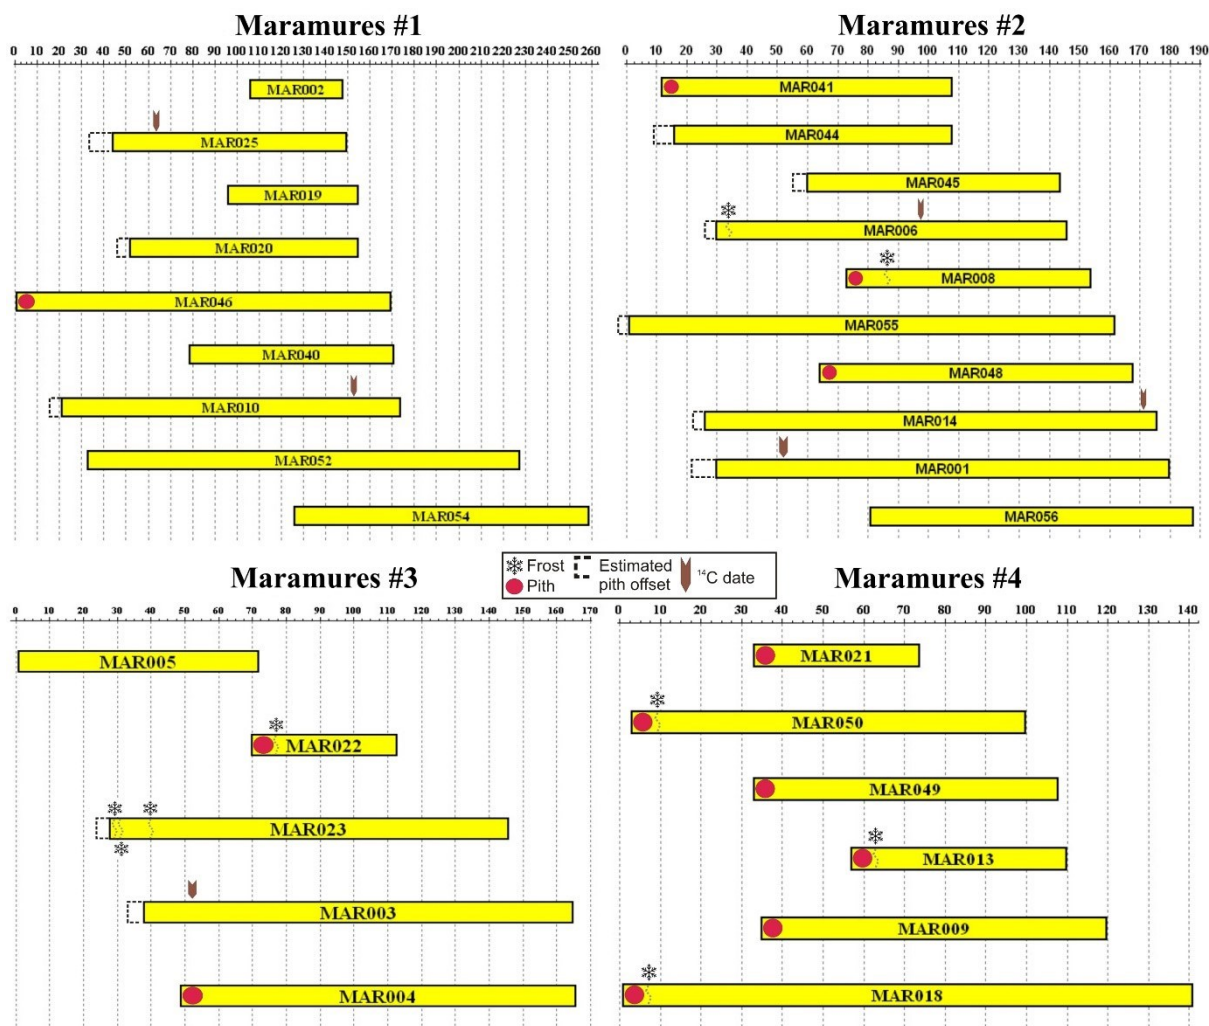 Maramures #1
0 10 20 30 40 50 60 70 80 90 100 110 120 130 140 150 160 170 180 190 200 210 220 230 240 250 260
MAR002
MAR025
MAR019
MAR020
MAR046
MAR040
MAR010
MAR052
MAR054
Maramures #2
0 10 20 30 40 50 60 70 80 90 100 110 120 130 140 150 160 170 180 190
MAR041
MAR044
MAR045
MAR006
MAR008
MAR055
MAR048
MAR014
MAR001
MAR056
Frost
Pith
Estimated
pith offset
¹⁴C date
Maramures #3
0 10 20 30 40 50 60 70 80 90 100 110 120 130 140 150 160 170
MAR005
MAR022
MAR023
MAR003
MAR004
Maramures #4
0 10 20 30 40 50 60 70 80 90 100 110 120 130 140
MAR021
MAR050
MAR049
MAR013
MAR009
MAR018